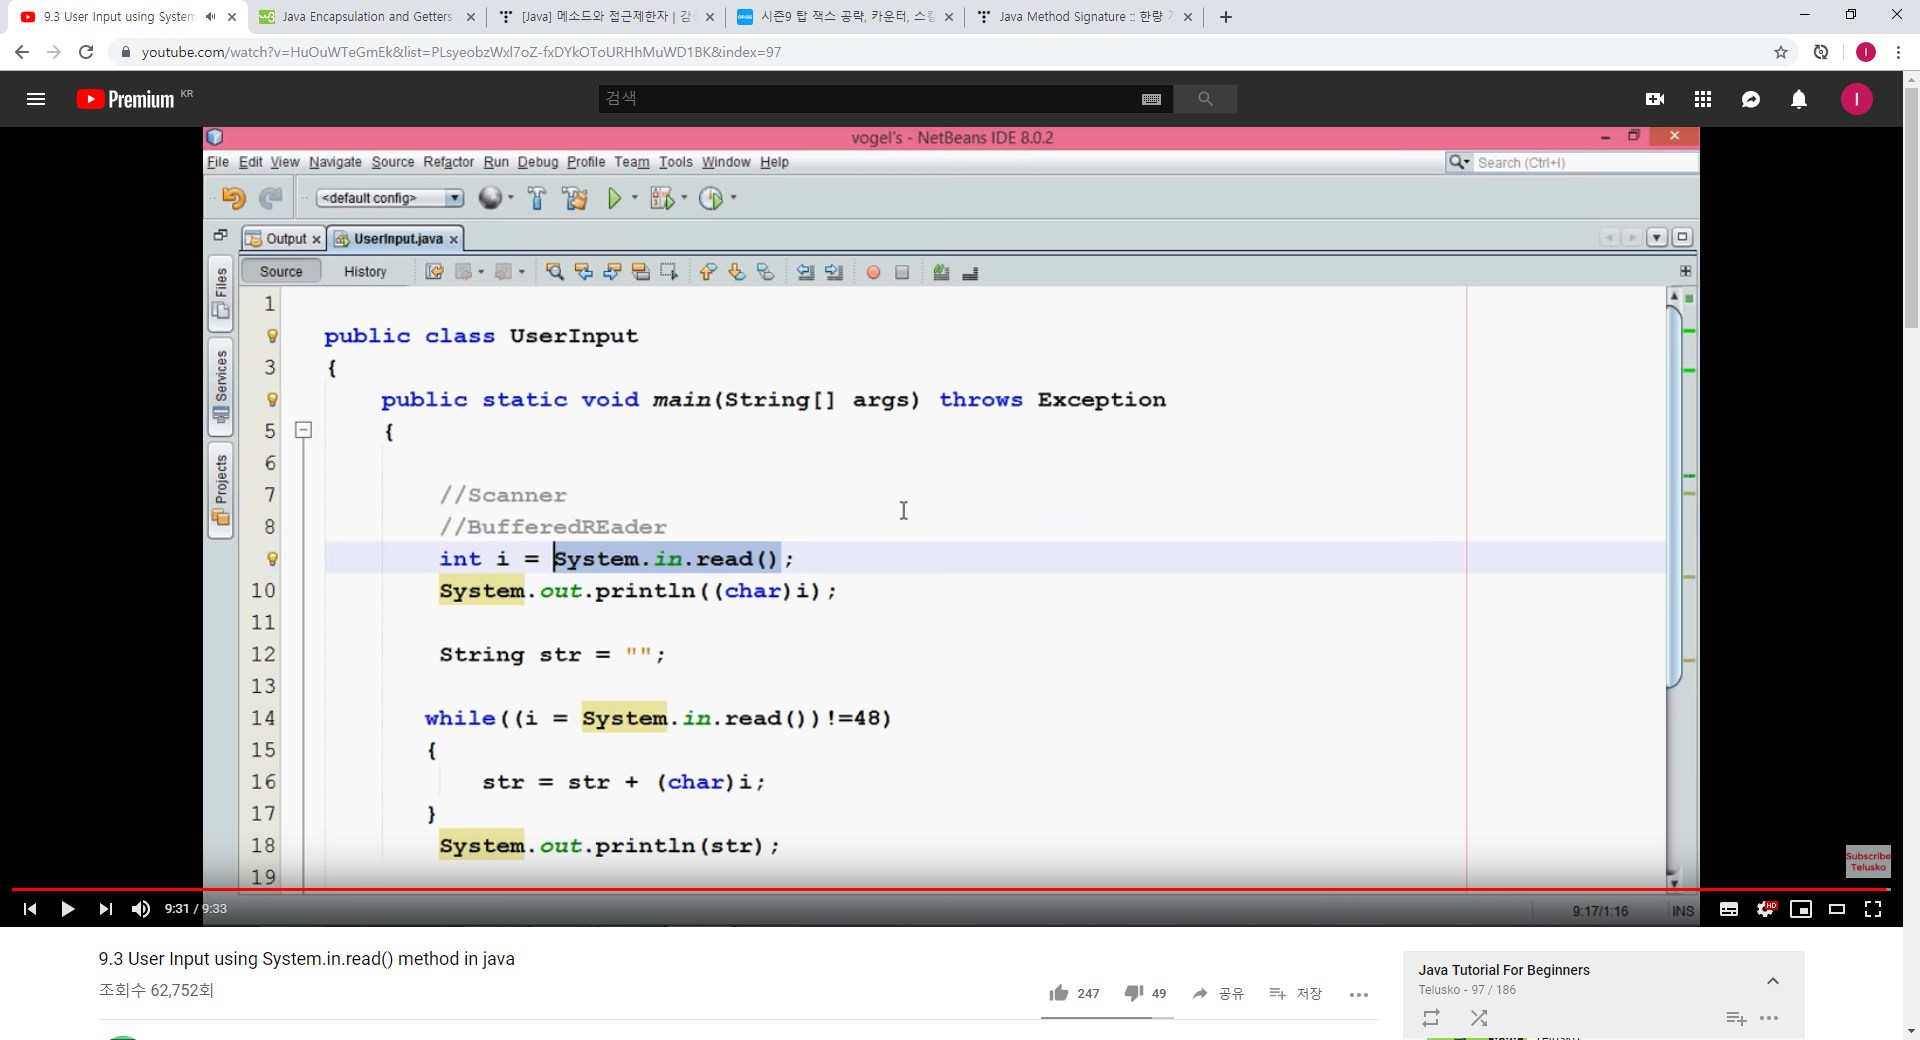 9.3 User Input using System
Java Encapsulation and Getters
[Java] 메소드와 접근제한자 | 감
시즌9 탑 잭스 공략, 카운터, 스킬
Java Method Signature :: 한량
youtube.com/watch?v=HuOuWTeGmEk&list=PLsyeobzWxl7oZ-fxDYkOToURHhMuWD1BK&index=97
I
Premium KR
검색
I
vogel's - NetBeans IDE 8.0.2
File Edit View Navigate Source Refactor Run Debug Profile Team Tools Window Help
Search (Ctrl+I)
<default config>
Output UserInput.java
Source History
Files
Services
Projects
1
public class UserInput
3 {
public static void main(String[] args) throws Exception
5 {
6
7 //Scanner
8 //BufferedREader
int i = System.in.read();
10 System.out.println((char)i);
11
12 String str = "";
13
14 while((i = System.in.read())!=48)
15 {
16 str = str + (char)i;
17 }
18 System.out.println(str);
19
Subscribe
Telusko
9:31 / 9:33
9:17/1:16 INS
HD
9.3 User Input using System.in.read() method in java
조회수 62,752회
247 49 공유 저장
Java Tutorial For Beginners
Telusko - 97 / 186